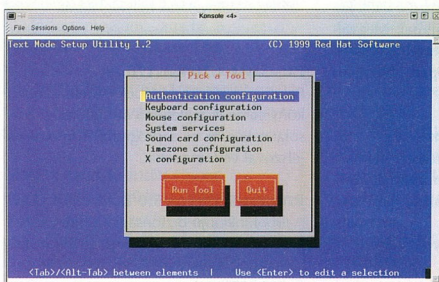 Konsole <4>
File Sessions Options Help
Text Mode Setup Utility 1.2 (C) 1999 Red Hat Software
Pick a Tool
Authentication configuration
Keyboard configuration
Mouse configuration
System services
Sound card configuration
Timezone configuration
X configuration
Run Tool Quit
<Tab>/<Alt-Tab> between elements | Use <Enter> to edit a selection